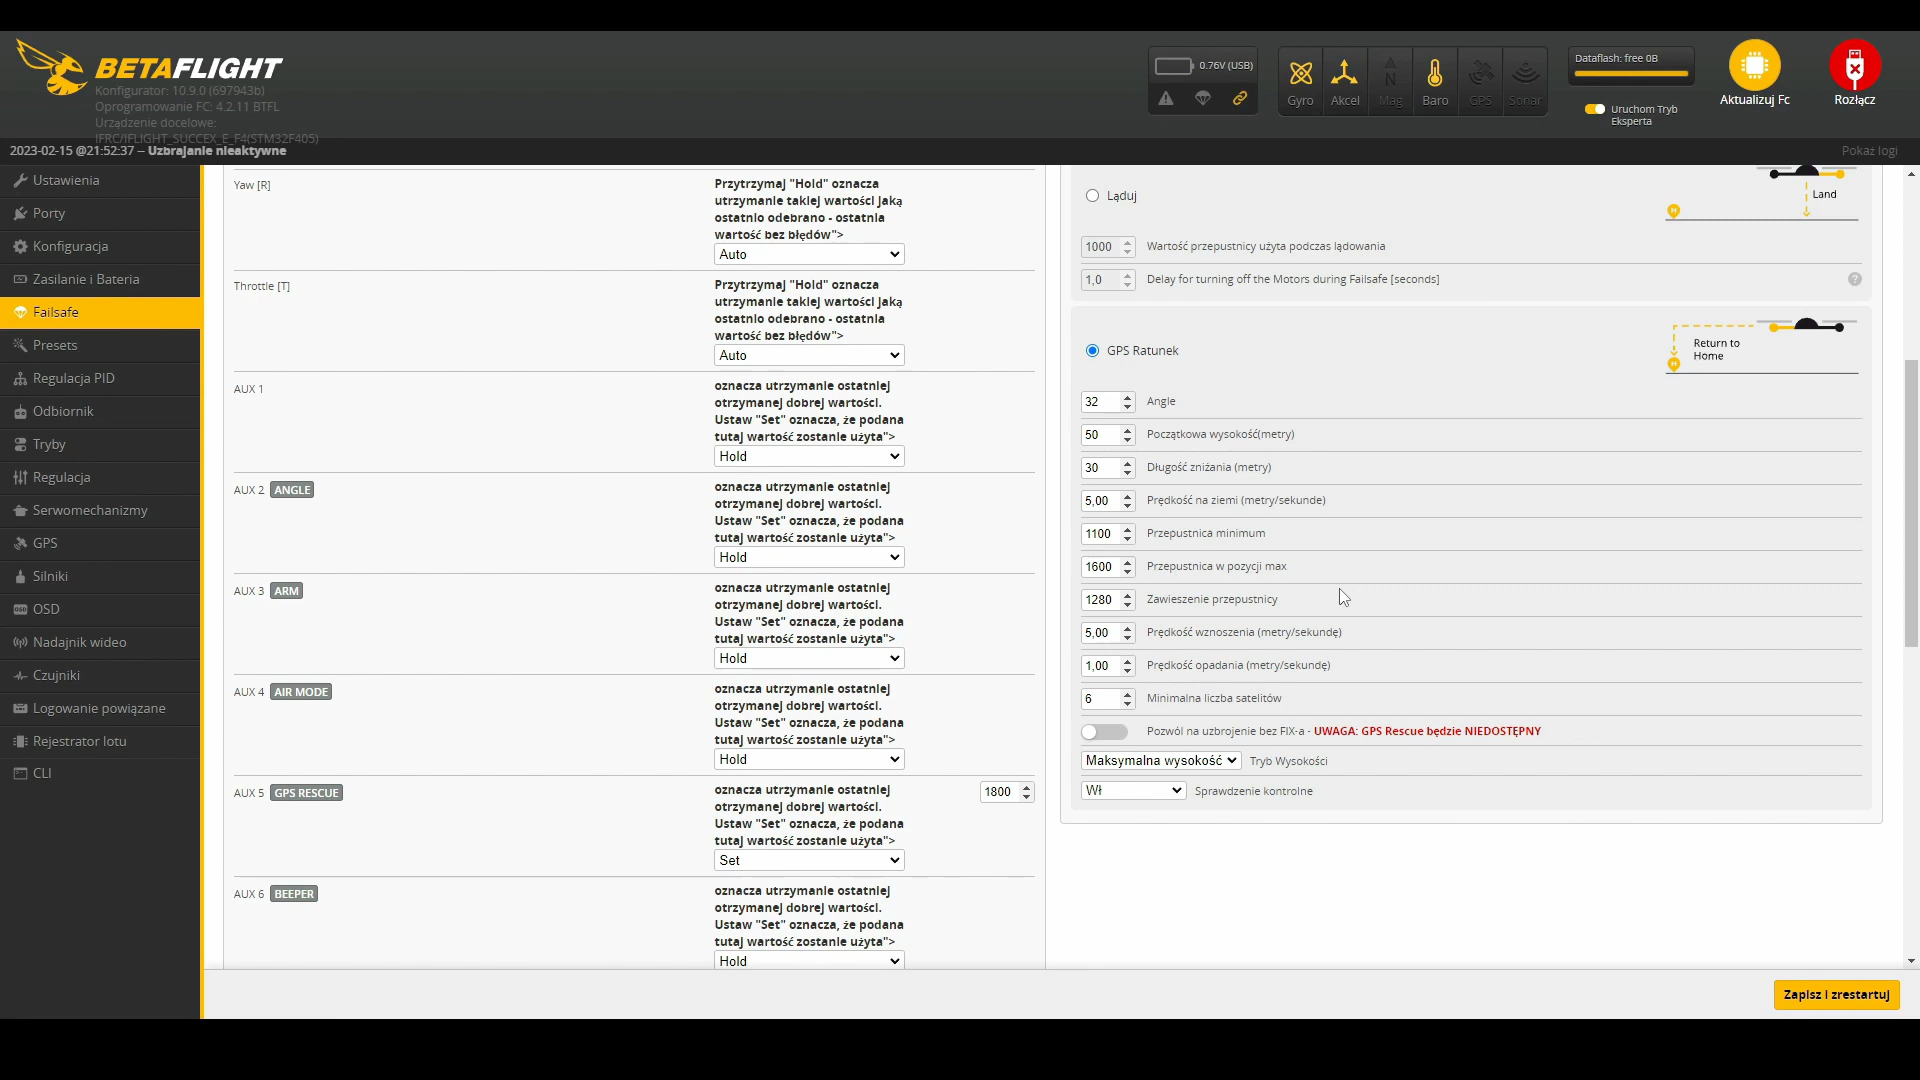 BETAFLIGHT
Konfigurator: 10.9.0 (697943b)
Oprogramowanie FC: 4.2.11 BTFL
Urządzenie docelowe:
IFRC/IFLIGHT_SUCCEX_E_F4(STM32F405)
0.76V (USB)
Gyro
Akcel
Mag
Baro
GPS
Sonar
Dataflash: free 0B
Uruchom Tryb
Eksperta
Aktualizuj Fc
Rozłącz
2023-02-15 @21:52:37 -- Uzbrajanie nieaktywne
Pokaż logi
Ustawienia
Porty
Konfiguracja
Zasilanie i Bateria
Failsafe
Presets
Regulacja PID
Odbiornik
Tryby
Regulacja
Serwomechanizmy
GPS
Silniki
OSD
Nadajnik wideo
Czujniki
Logowanie powiązane
Rejestrator lotu
CLI
Yaw [R]
Przytrzymaj "Hold" oznacza
utrzymanie takiej wartości jaką
ostatnio odebrano - ostatnia
wartość bez błędów">
Auto
Throttle [T]
Przytrzymaj "Hold" oznacza
utrzymanie takiej wartości jaką
ostatnio odebrano - ostatnia
wartość bez błędów">
Auto
AUX 1
oznacza utrzymanie ostatniej
otrzymanej dobrej wartości.
Ustaw "Set" oznacza, że podana
tutaj wartość zostanie użyta">
Hold
AUX 2 ANGLE
oznacza utrzymanie ostatniej
otrzymanej dobrej wartości.
Ustaw "Set" oznacza, że podana
tutaj wartość zostanie użyta">
Hold
AUX 3 ARM
oznacza utrzymanie ostatniej
otrzymanej dobrej wartości.
Ustaw "Set" oznacza, że podana
tutaj wartość zostanie użyta">
Hold
AUX 4 AIR MODE
oznacza utrzymanie ostatniej
otrzymanej dobrej wartości.
Ustaw "Set" oznacza, że podana
tutaj wartość zostanie użyta">
Hold
AUX 5 GPS RESCUE
oznacza utrzymanie ostatniej
otrzymanej dobrej wartości.
Ustaw "Set" oznacza, że podana
tutaj wartość zostanie użyta">
Set
1800
AUX 6 BEEPER
oznacza utrzymanie ostatniej
otrzymanej dobrej wartości.
Ustaw "Set" oznacza, że podana
tutaj wartość zostanie użyta">
Hold
Ląduj
Land
H
1000 Wartość przepustnicy użyta podczas lądowania
1,0 Delay for turning off the Motors during Failsafe [seconds]
?
GPS Ratunek
Return to
Home
H
32 Angle
50 Początkowa wysokość(metry)
30 Długość zniżania (metry)
5,00 Prędkość na ziemi (metry/sekunde)
1100 Przepustnica minimum
1600 Przepustnica w pozycji max
1280 Zawieszenie przepustnicy
5,00 Prędkość wznoszenia (metry/sekundę)
1,00 Prędkość opadania (metry/sekundę)
6 Minimalna liczba satelitów
Pozwól na uzbrojenie bez FIX-a - UWAGA: GPS Rescue będzie NIEDOSTĘPNY
Maksymalna wysokość Tryb Wysokości
Wł Sprawdzenie kontrolne
Zapisz i zrestartuj